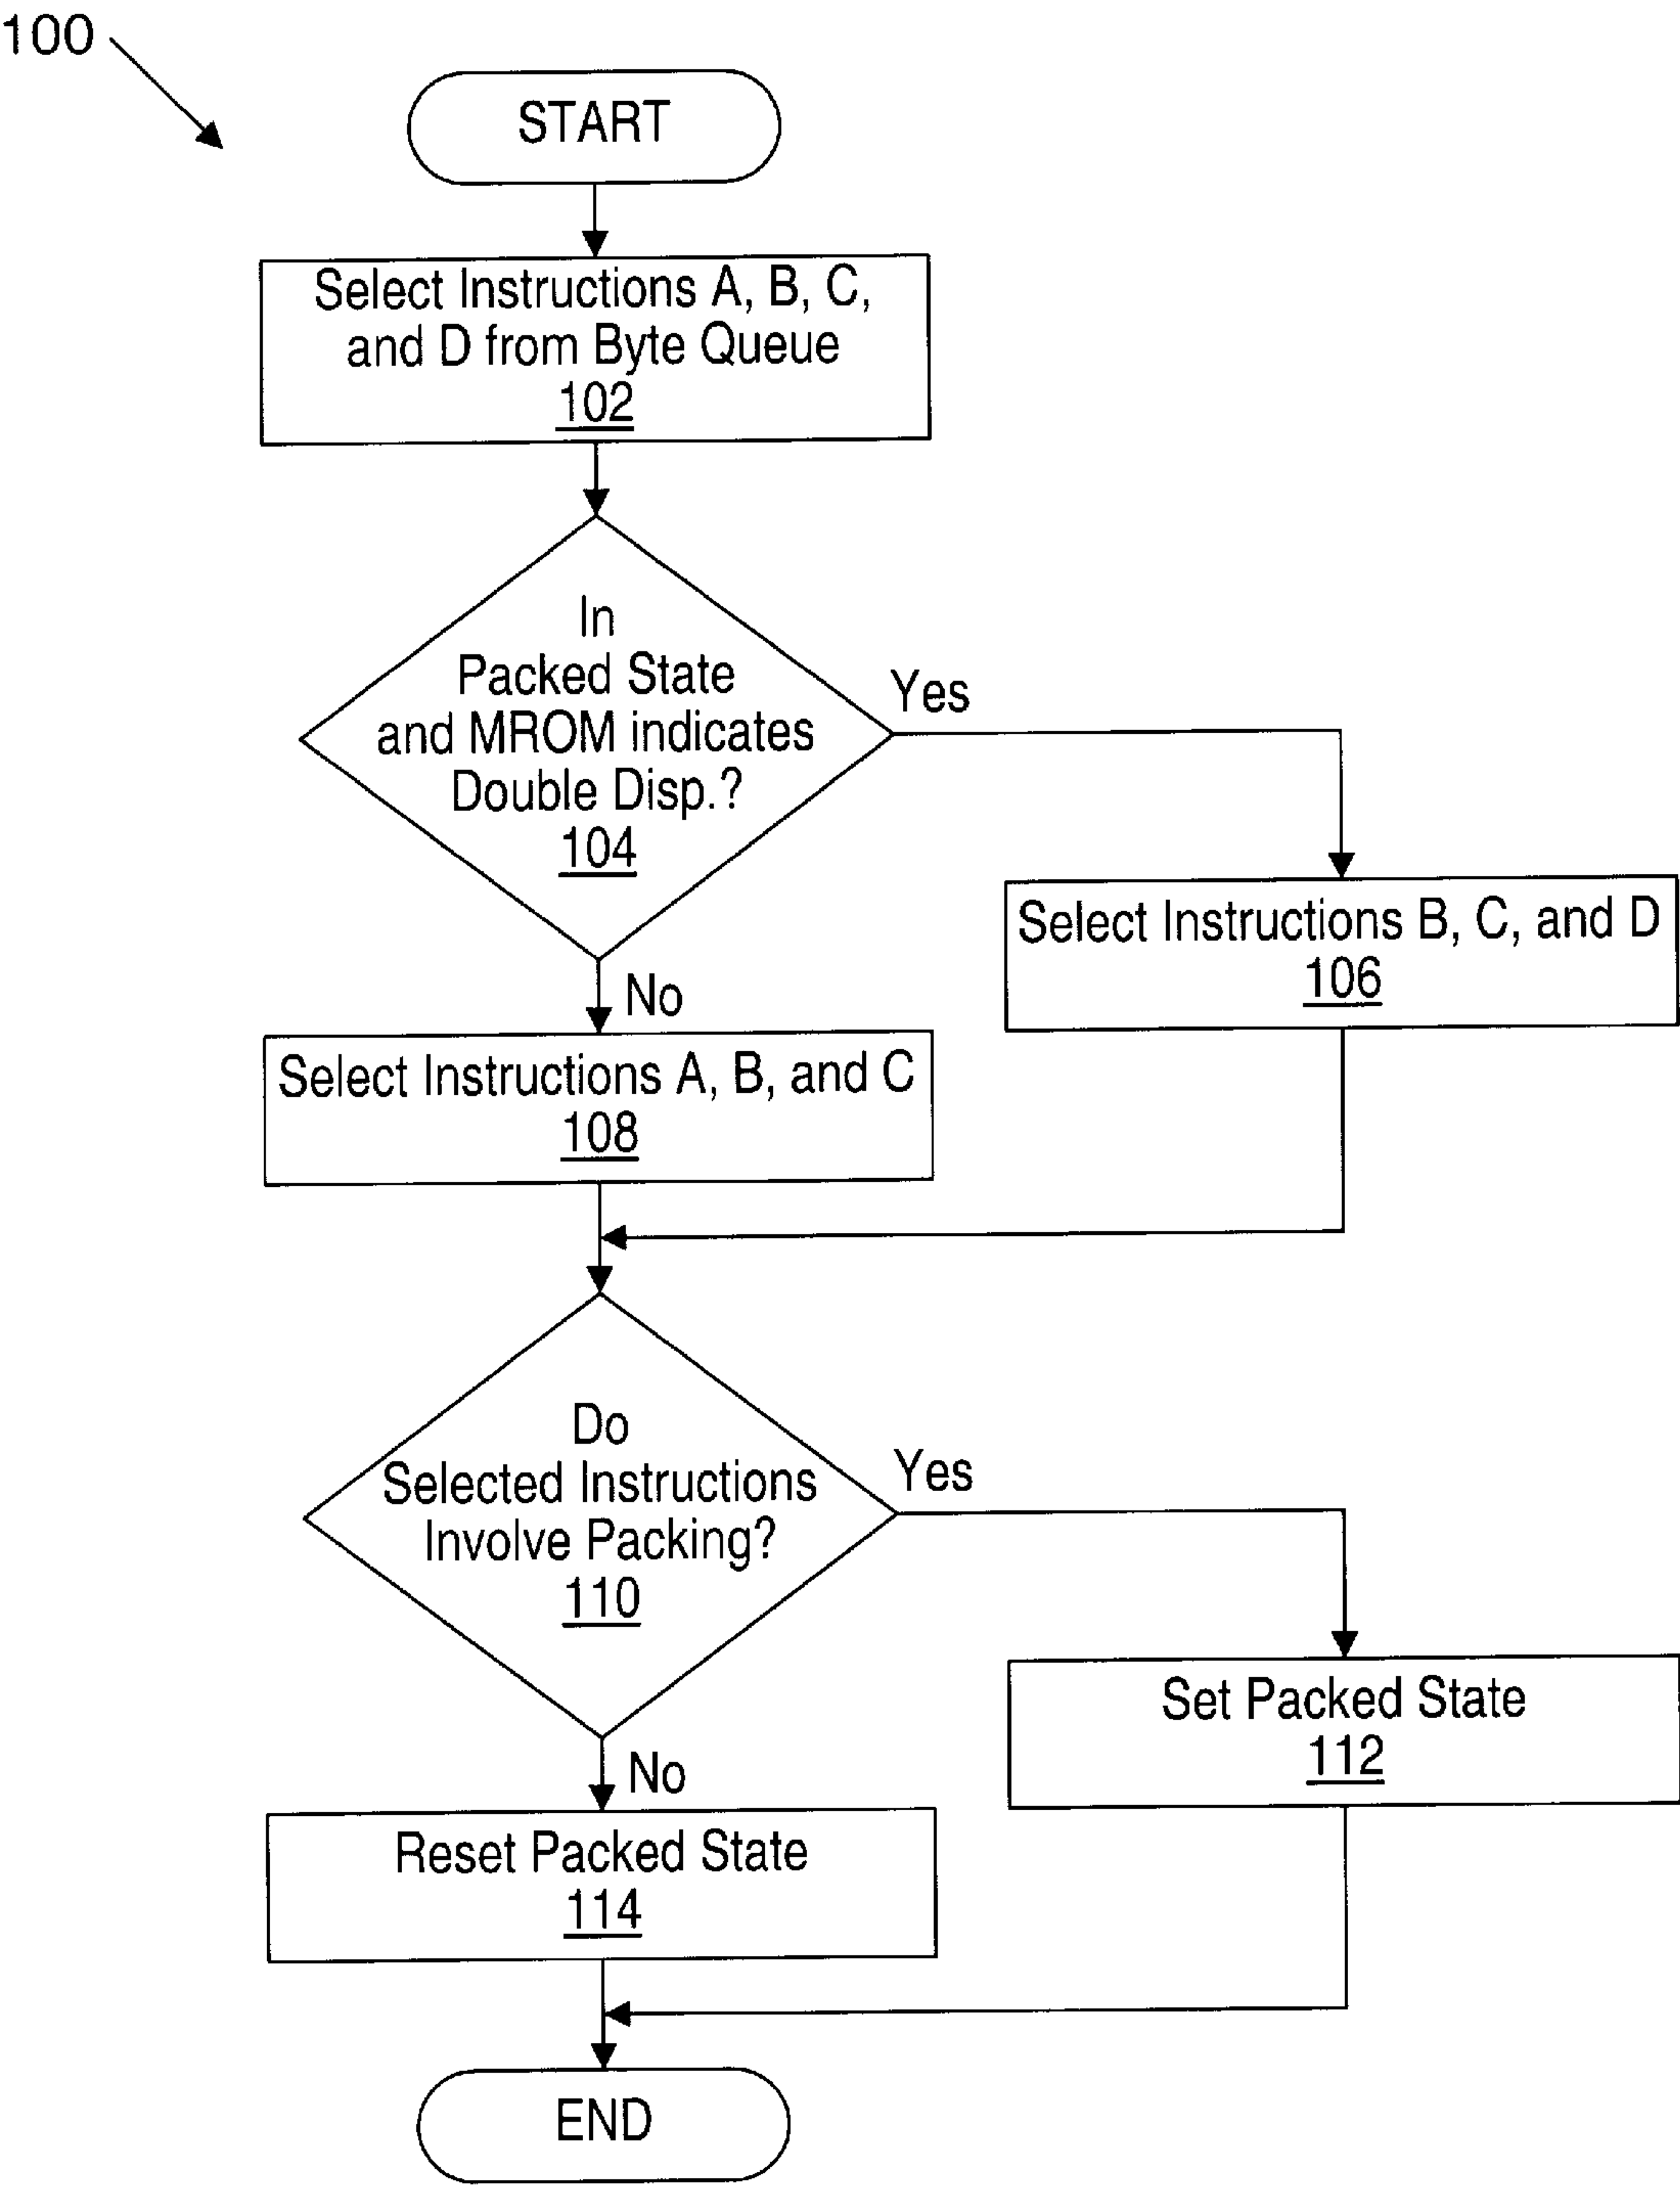 100
START
Select Instructions A, B, C,
and D from Byte Queue
102
In
Packed State
and MROM indicates
Double Disp.?
104
Yes
Select Instructions B, C, and D
106
No
Select Instructions A, B, and C
108
Do
Selected Instructions
Involve Packing?
110
Yes
Set Packed State
112
No
Reset Packed State
114
END